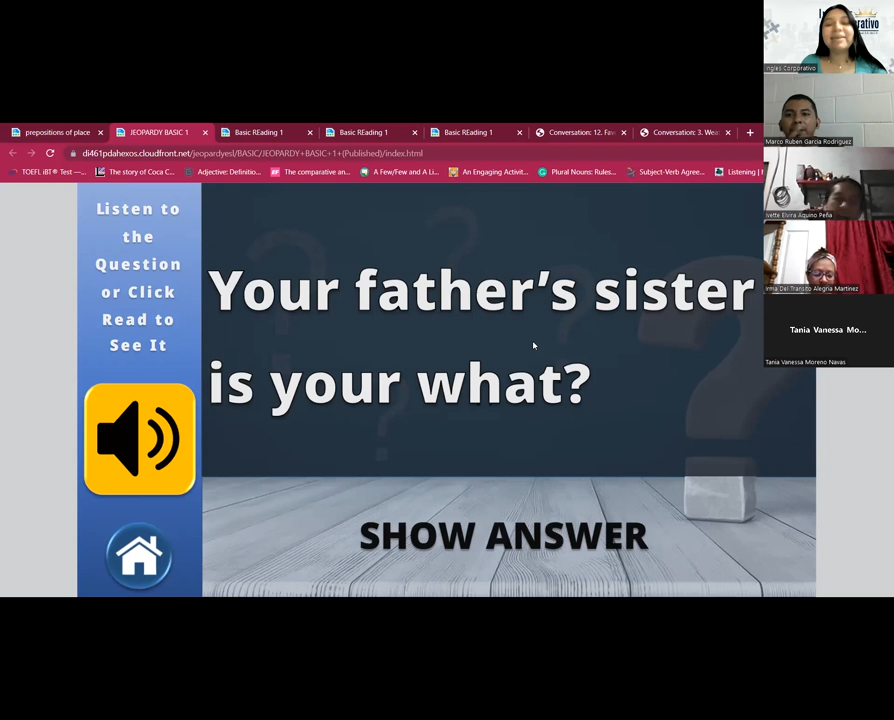 prepositions of place
JEOPARDY BASIC 1
BASIC REading 1
Basic REading 1
Basic REading 1
Conversation: 12. Fav
Conversation: 3. Wea
di461pdahexos.cloudfront.net/jeopardyesl/BASIC/JEOPARDY+BASIC+1+(Published)/index.html
TOEFL iBT® Test —...
The story of Coca C...
Adjective: Definitio...
The comparative an...
A Few/Few and A Li...
An Engaging Activit...
Plural Nouns: Rules...
Subject-Verb Agree...
Listening |
Listen to
the
Question
or Click
Read to
See It
Your father’s sister
is your what?
SHOW ANSWER
Ingles Corporativo
Marco Ruben Garcia Rodriguez
Ivette Elvira Aquino Peña
Irma Del Transito Alegria Martinez
Tania Vanessa Mo...
Tania Vanessa Moreno Navas